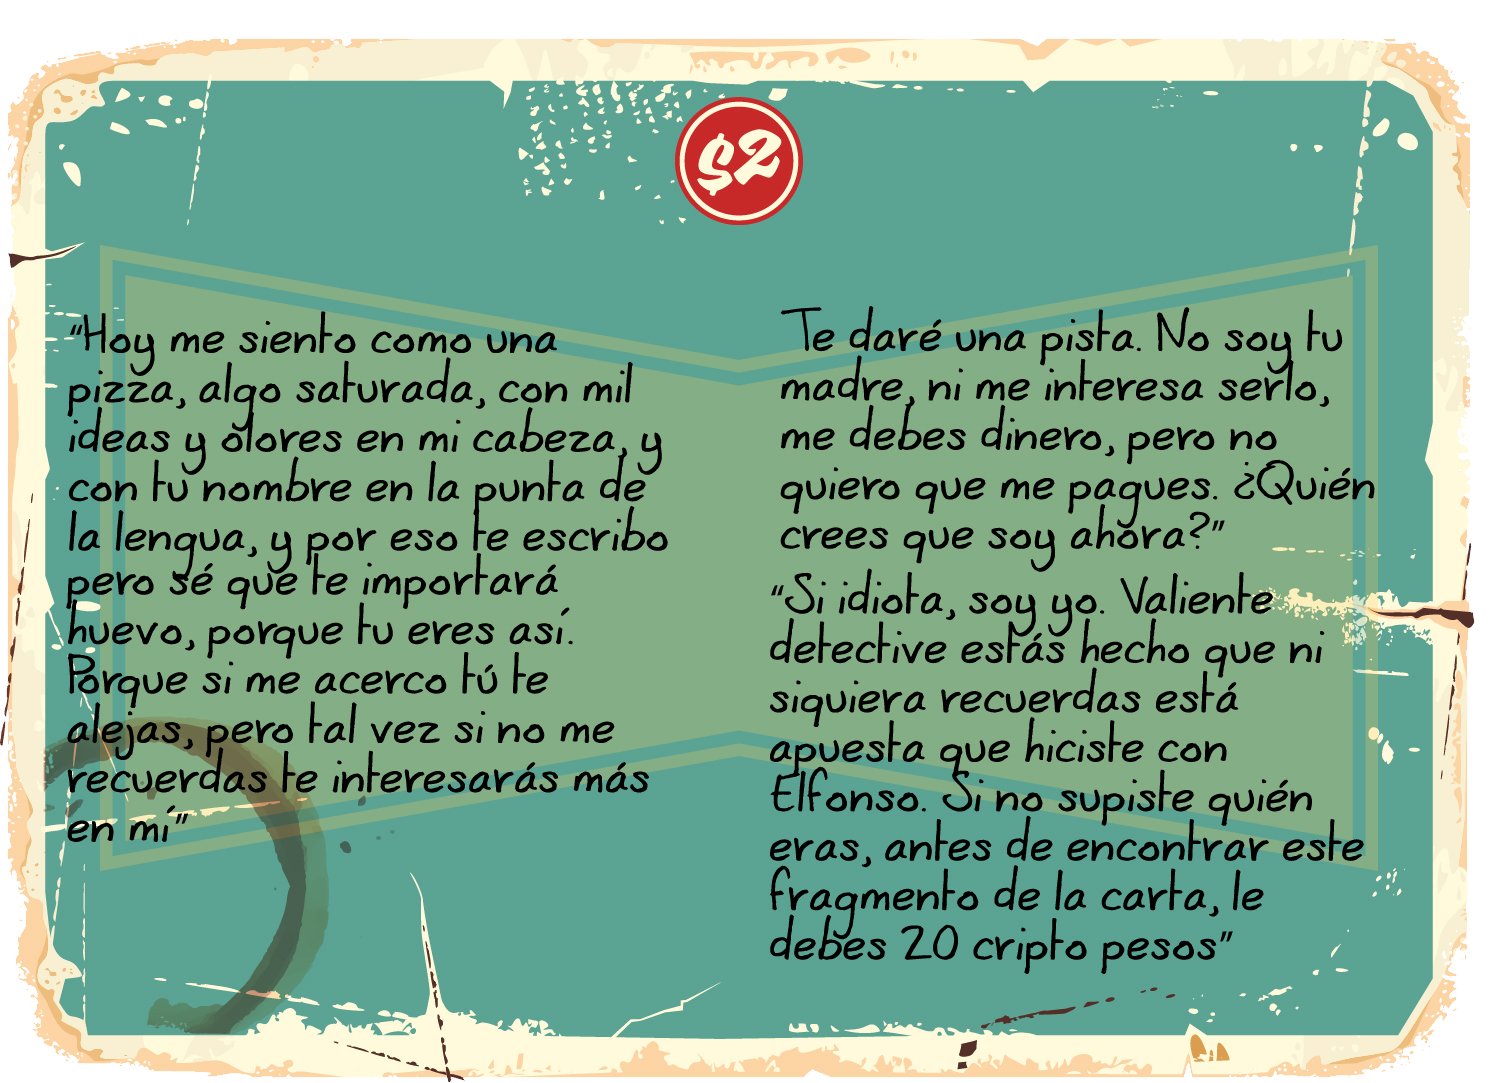 $2
“Hoy me siento como una
pizza, algo saturada, con mil
ideas y olores en mi cabeza, y
con tu nombre en la punta de
la lengua, y por eso te escribo
pero sé que te importará
huevo, porque tu eres así.
Porque si me acerco tú te
alejas, pero tal vez si no me
recuerdas te interesarás más
en mí”
Te daré una pista. No soy tu
madre, ni me interesa serlo,
me debes dinero, pero no
quiero que me pagues. ¿Quién
crees que soy ahora?”
“Si idiota, soy yo. Valiente
detective estás hecho que ni
siquiera recuerdas está
apuesta que hiciste con
Elfonso. Si no supiste quién
eras, antes de encontrar este
fragmento de la carta, le
debes 20 cripto pesos”